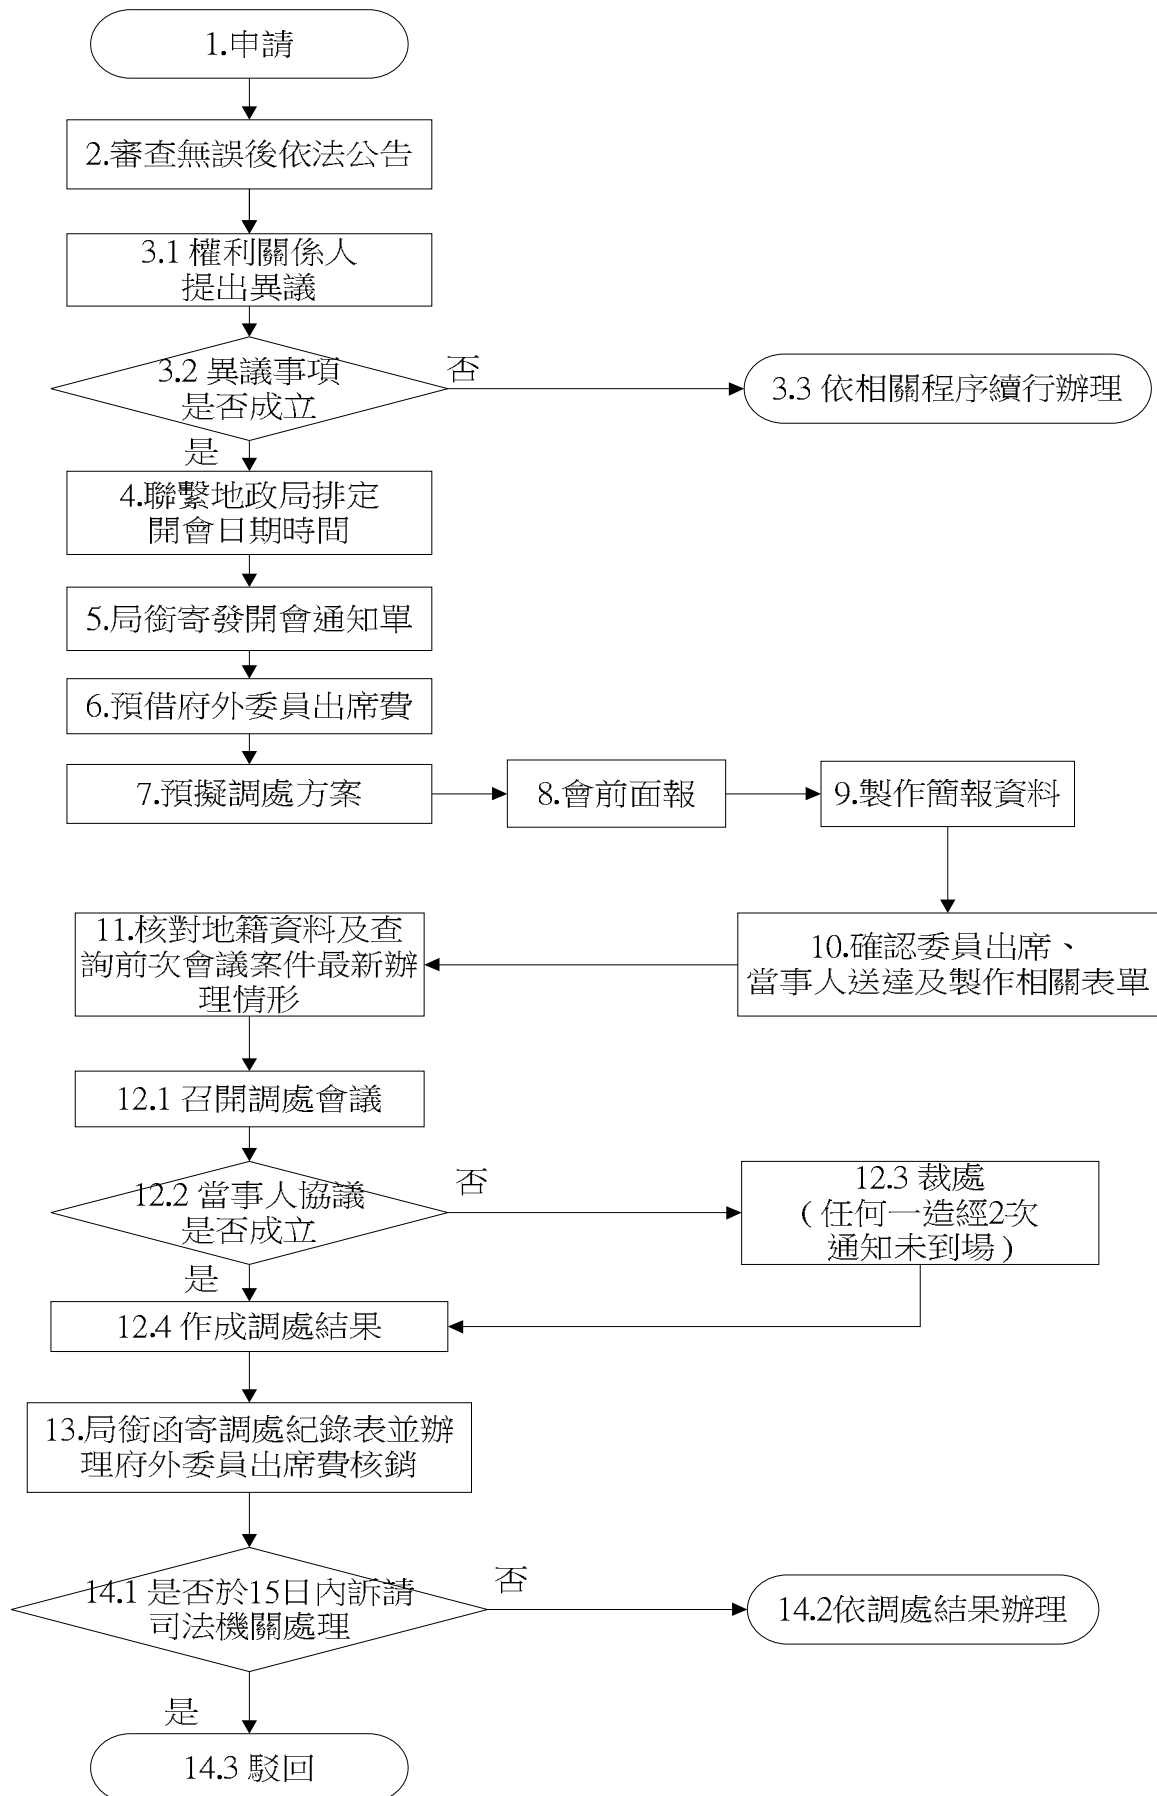 1.申請
2.審查無誤後依法公告
3.1 權利關係人
提出異議
3.2 異議事項
是否成立
否
3.3 依相關程序續行辦理
是
4.聯繫地政局排定
開會日期時間
5.局銜寄發開會通知單
6.預借府外委員出席費
7.預擬調處方案
8.會前面報
9.製作簡報資料
10.確認委員出席、
當事人送達及製作相關表單
11.核對地籍資料及查
詢前次會議案件最新辦
理情形
12.1 召開調處會議
12.2 當事人協議
是否成立
否
12.3 裁處
(任何一造經2次
通知未到場)
是
12.4 作成調處結果
13.局銜函寄調處紀錄表並辦
理府外委員出席費核銷
14.1 是否於15日內訴請
司法機關處理
否
14.2依調處結果辦理
是
14.3 駁回